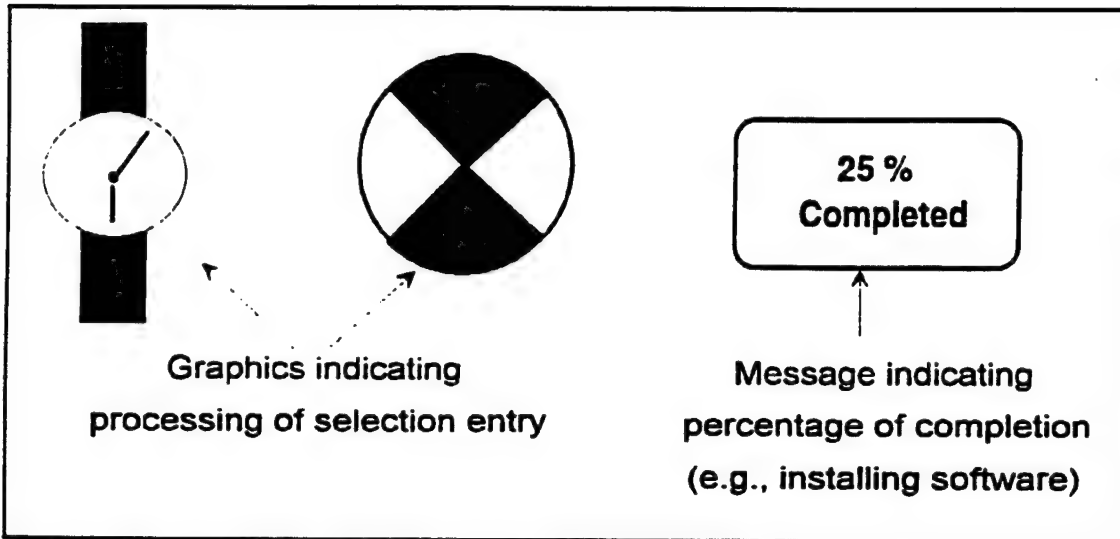 25 %
Completed
Graphics indicating
processing of selection entry
Message indicating
percentage of completion
(e.g., installing software)